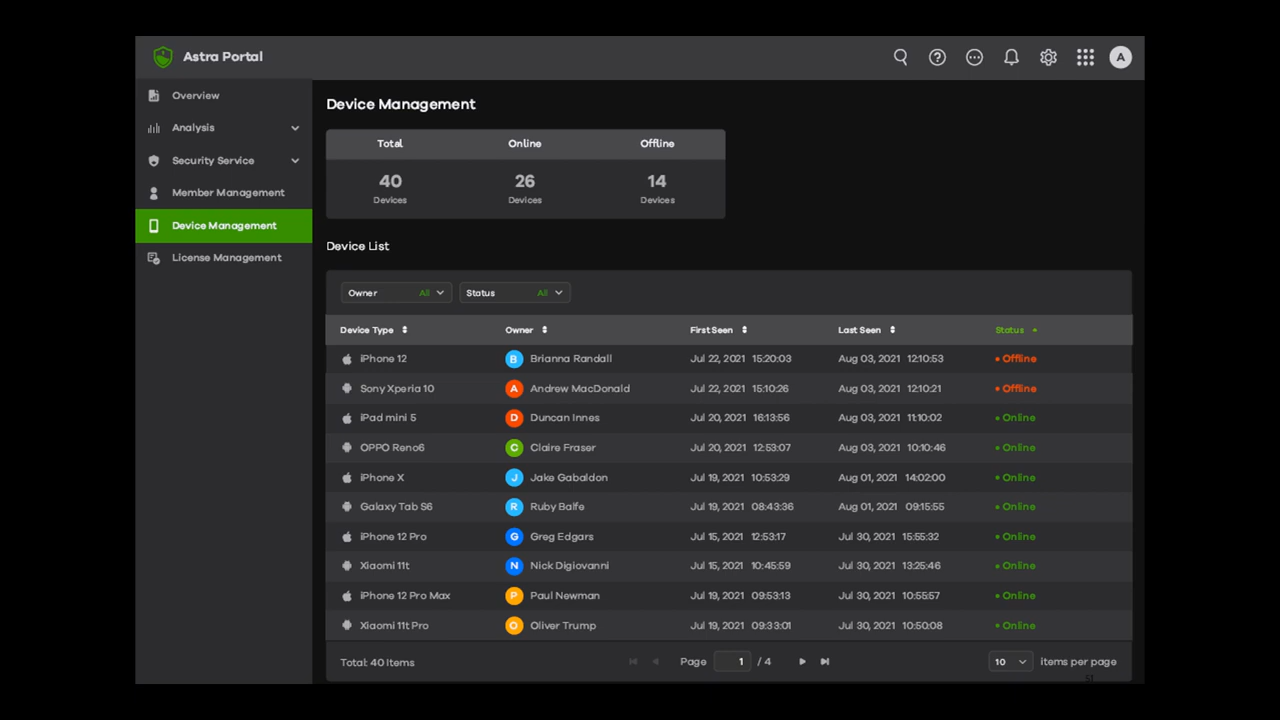 Astra Portal
A
Overview
Analysis
Security Service
Member Management
Device Management
License Management
Device Management
Total Online Offline
40 26 14
Devices Devices Devices
Device List
Owner All Status All
Device Type Owner First Seen Last Seen Status
iPhone 12 B Brianna Randall Jul 22, 2021 15:20:03 Aug 03, 2021 12:10:53 Offline
Sony Xperia 10 A Andrew MacDonald Jul 22, 2021 15:10:26 Aug 03, 2021 12:10:21 Offline
iPad mini 5 D Duncan Innes Jul 20, 2021 16:13:56 Aug 03, 2021 11:10:02 Online
OPPO Reno6 C Claire Fraser Jul 20, 2021 12:53:07 Aug 03, 2021 10:10:46 Online
iPhone X J Jake Gabaldon Jul 19, 2021 10:53:29 Aug 01, 2021 14:02:00 Online
Galaxy Tab S6 R Ruby Balfe Jul 19, 2021 08:43:36 Aug 01, 2021 09:15:55 Online
iPhone 12 Pro G Greg Edgars Jul 15, 2021 12:53:17 Jul 30, 2021 15:55:32 Online
Xiaomi 11t N Nick Digiovanni Jul 15, 2021 10:45:59 Jul 30, 2021 13:25:46 Online
iPhone 12 Pro Max P Paul Newman Jul 19, 2021 09:53:13 Jul 30, 2021 10:55:57 Online
Xiaomi 11t Pro O Oliver Trump Jul 19, 2021 09:33:01 Jul 30, 2021 10:50:08 Online
Total: 40 Items Page 1 / 4 10 items per page
51